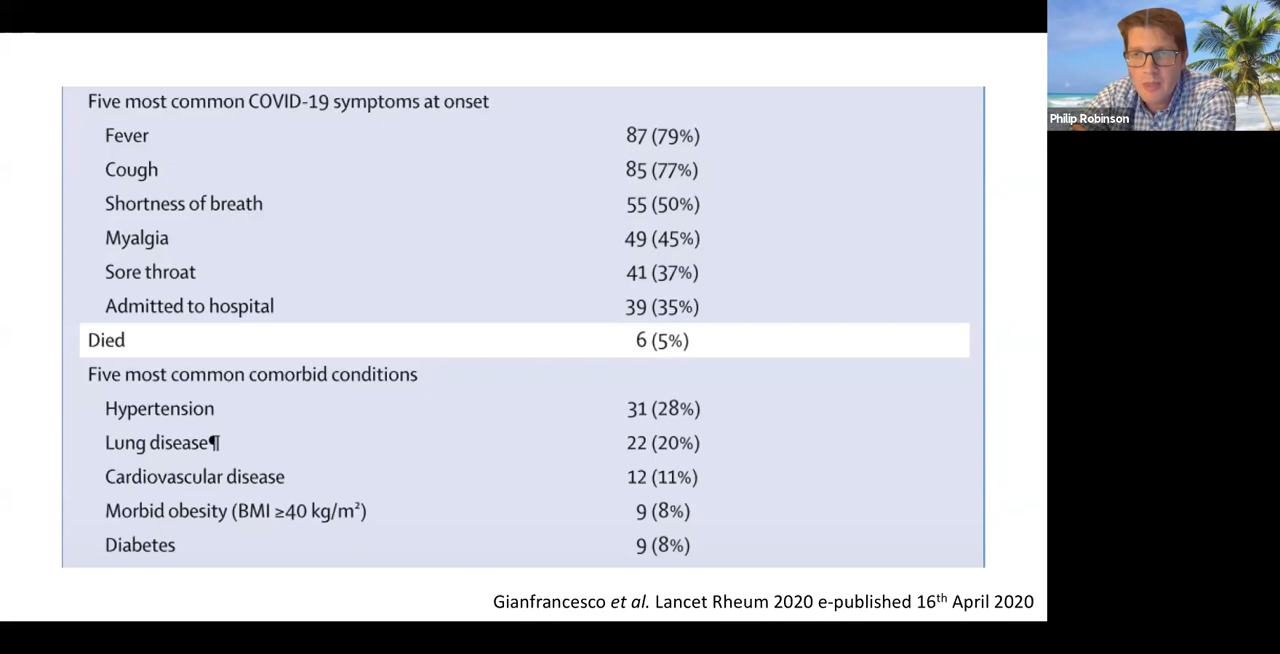 Five most common COVID-19 symptoms at onset
Fever 87 (79%)
Cough 85 (77%)
Shortness of breath 55 (50%)
Myalgia 49 (45%)
Sore throat 41 (37%)
Admitted to hospital 39 (35%)
Died 6 (5%)
Five most common comorbid conditions
Hypertension 31 (28%)
Lung disease¶ 22 (20%)
Cardiovascular disease 12 (11%)
Morbid obesity (BMI ≥40 kg/m²) 9 (8%)
Diabetes 9 (8%)
Gianfrancesco et al. Lancet Rheum 2020 e-published 16th April 2020
Philip Robinson